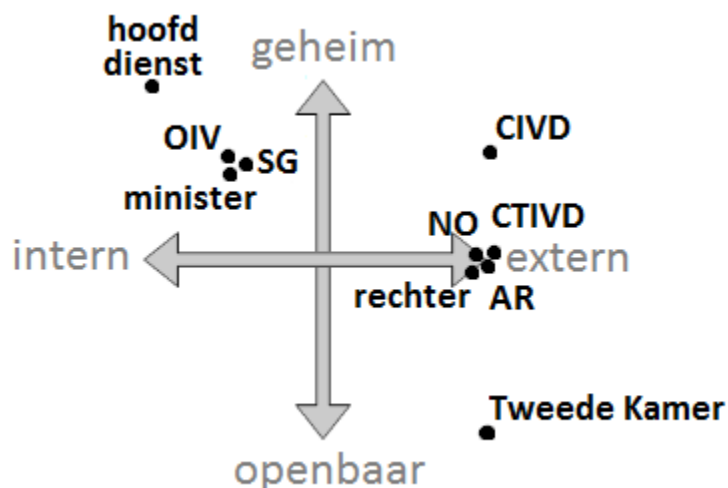 hoofd
dienst
geheim
OIV
SG
CIVD
minister
NO
CTIVD
intern
extern
rechter
AR
Tweede Kamer
openbaar